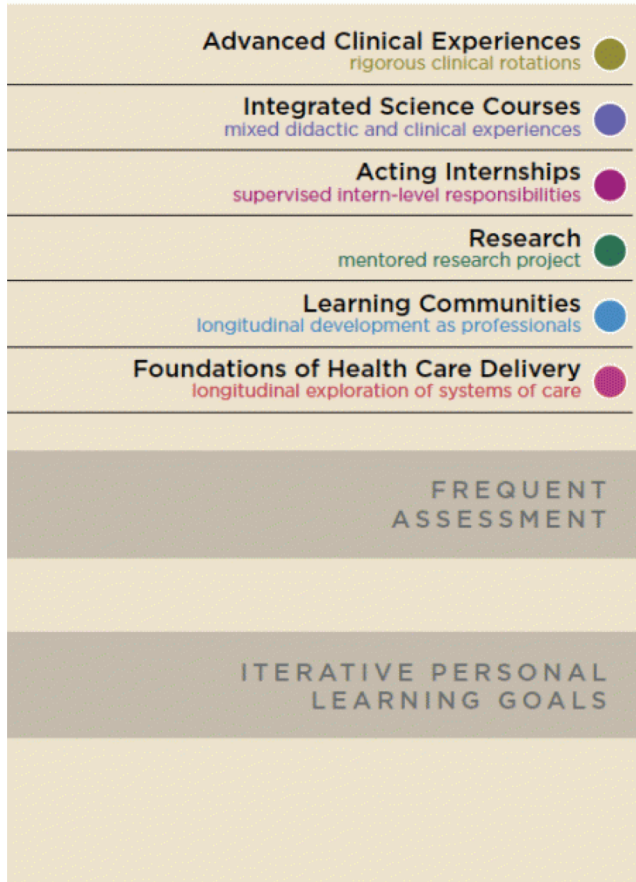 Advanced Clinical Experiences
rigorous clinical rotations
Integrated Science Courses
mixed didactic and clinical experiences
Acting Internships
supervised intern-level responsibilities
Research
mentored research project
Learning Communities
longitudinal development as professionals
Foundations of Health Care Delivery
longitudinal exploration of systems of care
FREQUENT
ASSESSMENT
ITERATIVE PERSONAL
LEARNING GOALS